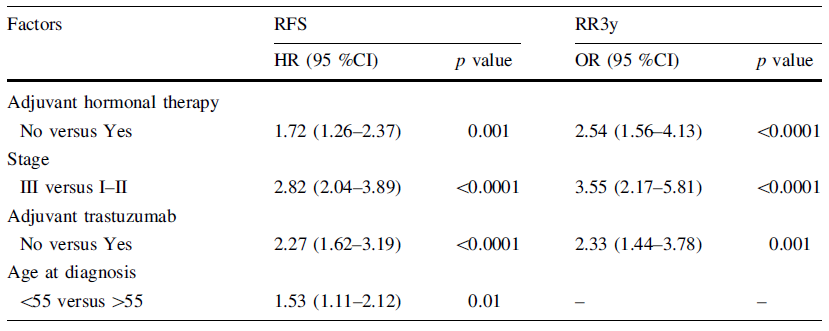 Factors RFS RR3y
HR (95 %CI) p value OR (95 %CI) p value
Adjuvant hormonal therapy
No versus Yes 1.72 (1.26–2.37) 0.001 2.54 (1.56–4.13) <0.0001
Stage
III versus I–II 2.82 (2.04–3.89) <0.0001 3.55 (2.17–5.81) <0.0001
Adjuvant trastuzumab
No versus Yes 2.27 (1.62–3.19) <0.0001 2.33 (1.44–3.78) 0.001
Age at diagnosis
<55 versus >55 1.53 (1.11–2.12) 0.01 – –